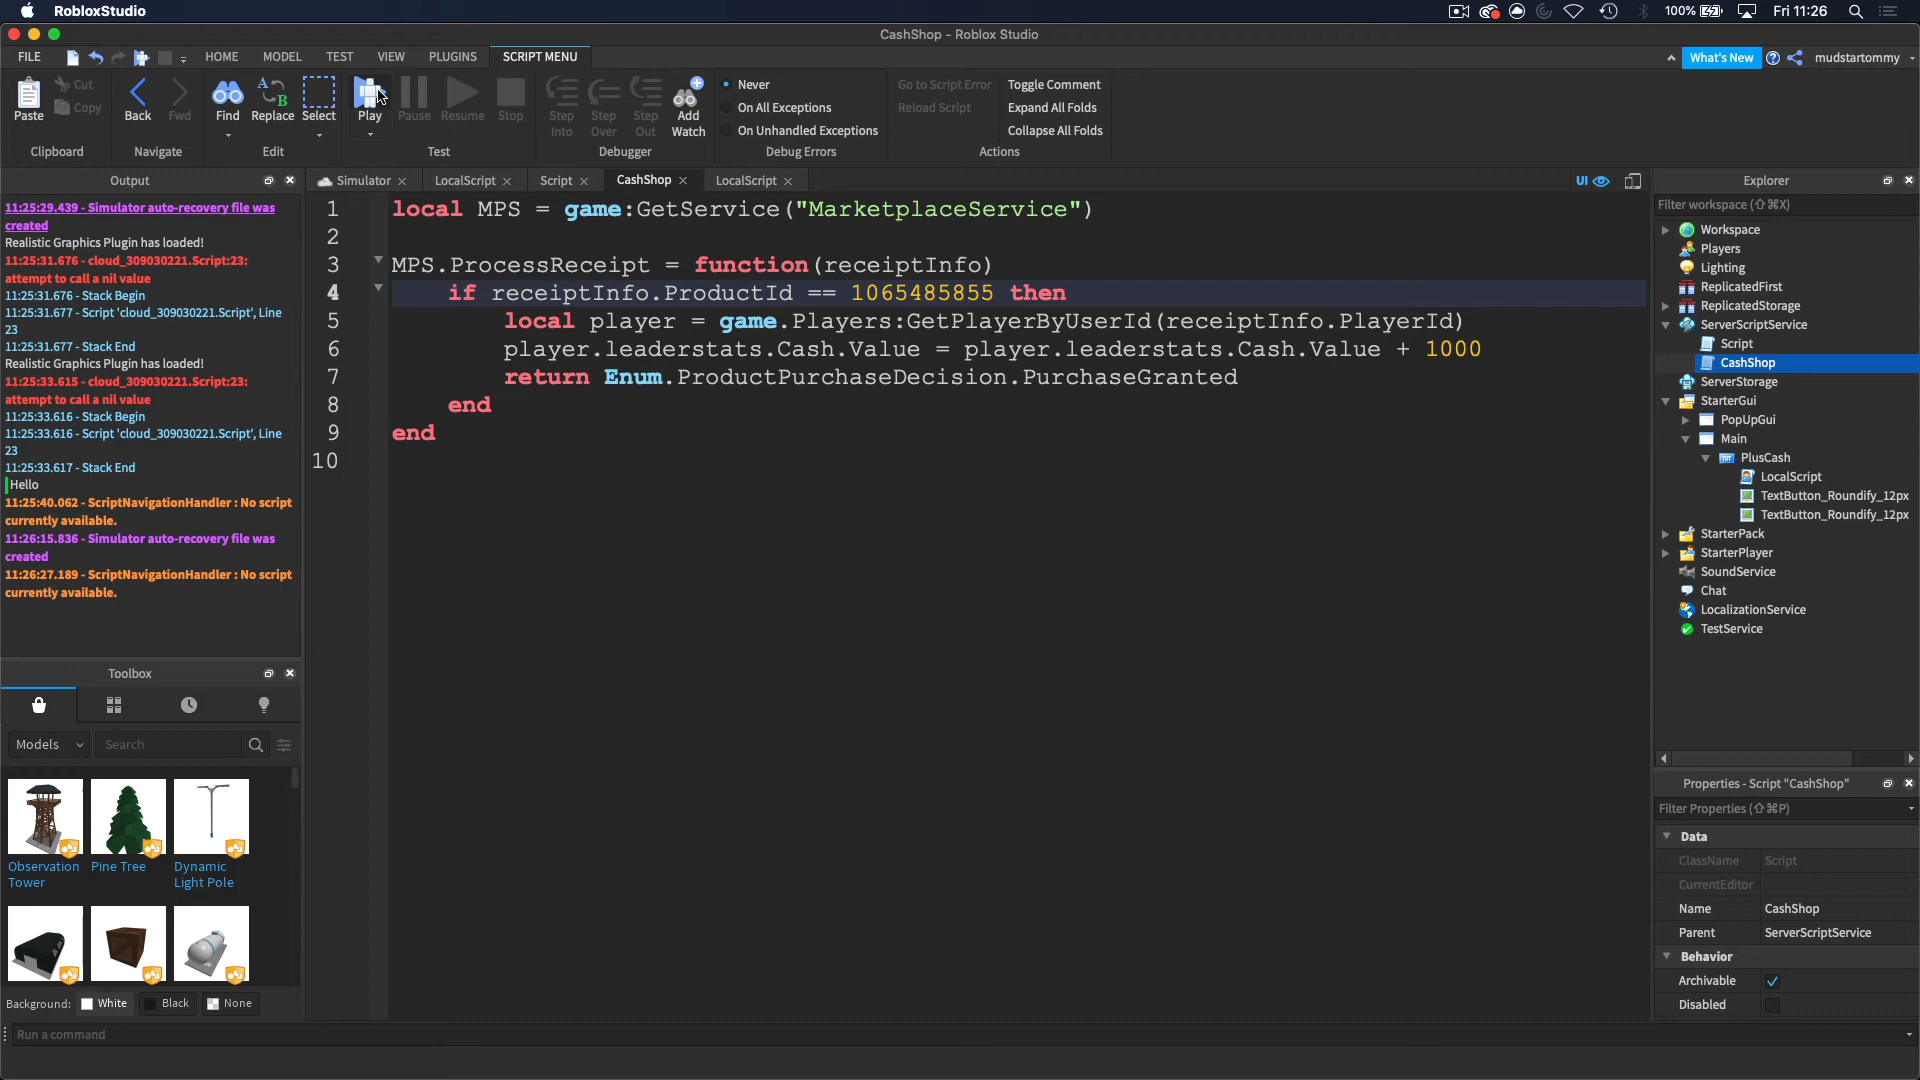 RobloxStudio
100%
Fri 11:26
CashShop - Roblox Studio
FILE
HOME
MODEL
TEST
VIEW
PLUGINS
SCRIPT MENU
What's New
mudstartommy
Paste
Cut
Copy
Clipboard
Back
Fwd
Navigate
Find
Replace
Select
Edit
Play
Pause
Resume
Stop
Test
Step Into
Step Over
Step Out
Add Watch
Debugger
Never
On All Exceptions
On Unhandled Exceptions
Debug Errors
Go to Script Error
Reload Script
Toggle Comment
Expand All Folds
Collapse All Folds
Actions
Output
11:25:29.439 - Simulator auto-recovery file was
created
Realistic Graphics Plugin has loaded!
11:25:31.676 - cloud_309030221.Script:23:
attempt to call a nil value
11:25:31.676 - Stack Begin
11:25:31.677 - Script 'cloud_309030221.Script', Line
23
11:25:31.677 - Stack End
Realistic Graphics Plugin has loaded!
11:25:33.615 - cloud_309030221.Script:23:
attempt to call a nil value
11:25:33.616 - Stack Begin
11:25:33.616 - Script 'cloud_309030221.Script', Line
23
11:25:33.617 - Stack End
Hello
11:25:40.062 - ScriptNavigationHandler : No script
currently available.
11:26:15.836 - Simulator auto-recovery file was
created
11:26:27.189 - ScriptNavigationHandler : No script
currently available.
Toolbox
Models
Search
Observation
Tower
Pine Tree
Dynamic
Light Pole
Background:
White
Black
None
Run a command
Simulator
LocalScript
Script
CashShop
LocalScript
UI
1 local MPS = game:GetService("MarketplaceService")
2
3 MPS.ProcessReceipt = function(receiptInfo)
4 if receiptInfo.ProductId == 1065485855 then
5 local player = game.Players:GetPlayerByUserId(receiptInfo.PlayerId)
6 player.leaderstats.Cash.Value = player.leaderstats.Cash.Value + 1000
7 return Enum.ProductPurchaseDecision.PurchaseGranted
8 end
9 end
10
Explorer
Filter workspace (⇧⌘X)
Workspace
Players
Lighting
ReplicatedFirst
ReplicatedStorage
ServerScriptService
Script
CashShop
ServerStorage
StarterGui
PopUpGui
Main
TXT PlusCash
LocalScript
TextButton_Roundify_12px
TextButton_Roundify_12px
StarterPack
StarterPlayer
SoundService
Chat
LocalizationService
TestService
Properties - Script "CashShop"
Filter Properties (⇧⌘P)
Data
ClassName Script
CurrentEditor
Name CashShop
Parent ServerScriptService
Behavior
Archivable
Disabled